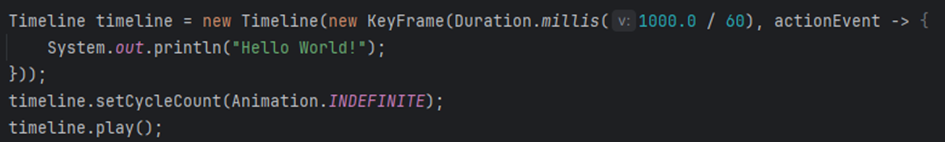 Timeline timeline = new Timeline(new KeyFrame(Duration.millis( v: 1000.0 / 60), actionEvent -> {
    System.out.println("Hello World!");
}));
timeline.setCycleCount(Animation.INDEFINITE);
timeline.play();